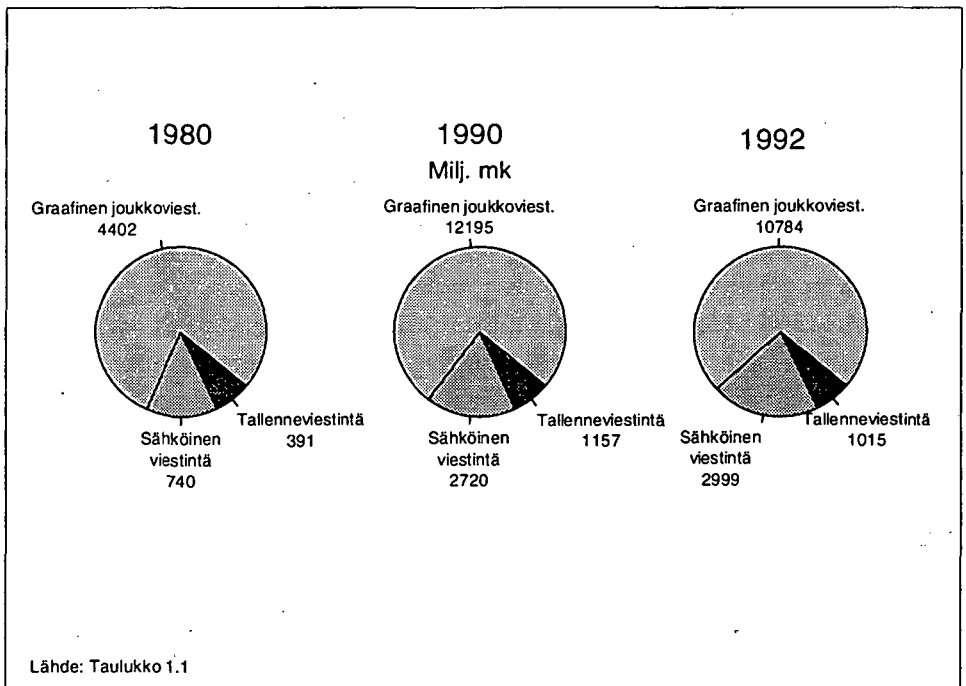 1980
Graafinen joukkoviest.
4402
Tallenneviestintä
391
Sähköinen
viestintä
740
1990
Milj. mk
Graafinen joukkoviest.
12195
Tallenneviestintä
1157
Sähköinen
viestintä
2720
1992
Graafinen joukkoviest.
10784
Tallenneviestintä
1015
Sähköinen
viestintä
2999
Lähde: Taulukko 1.1